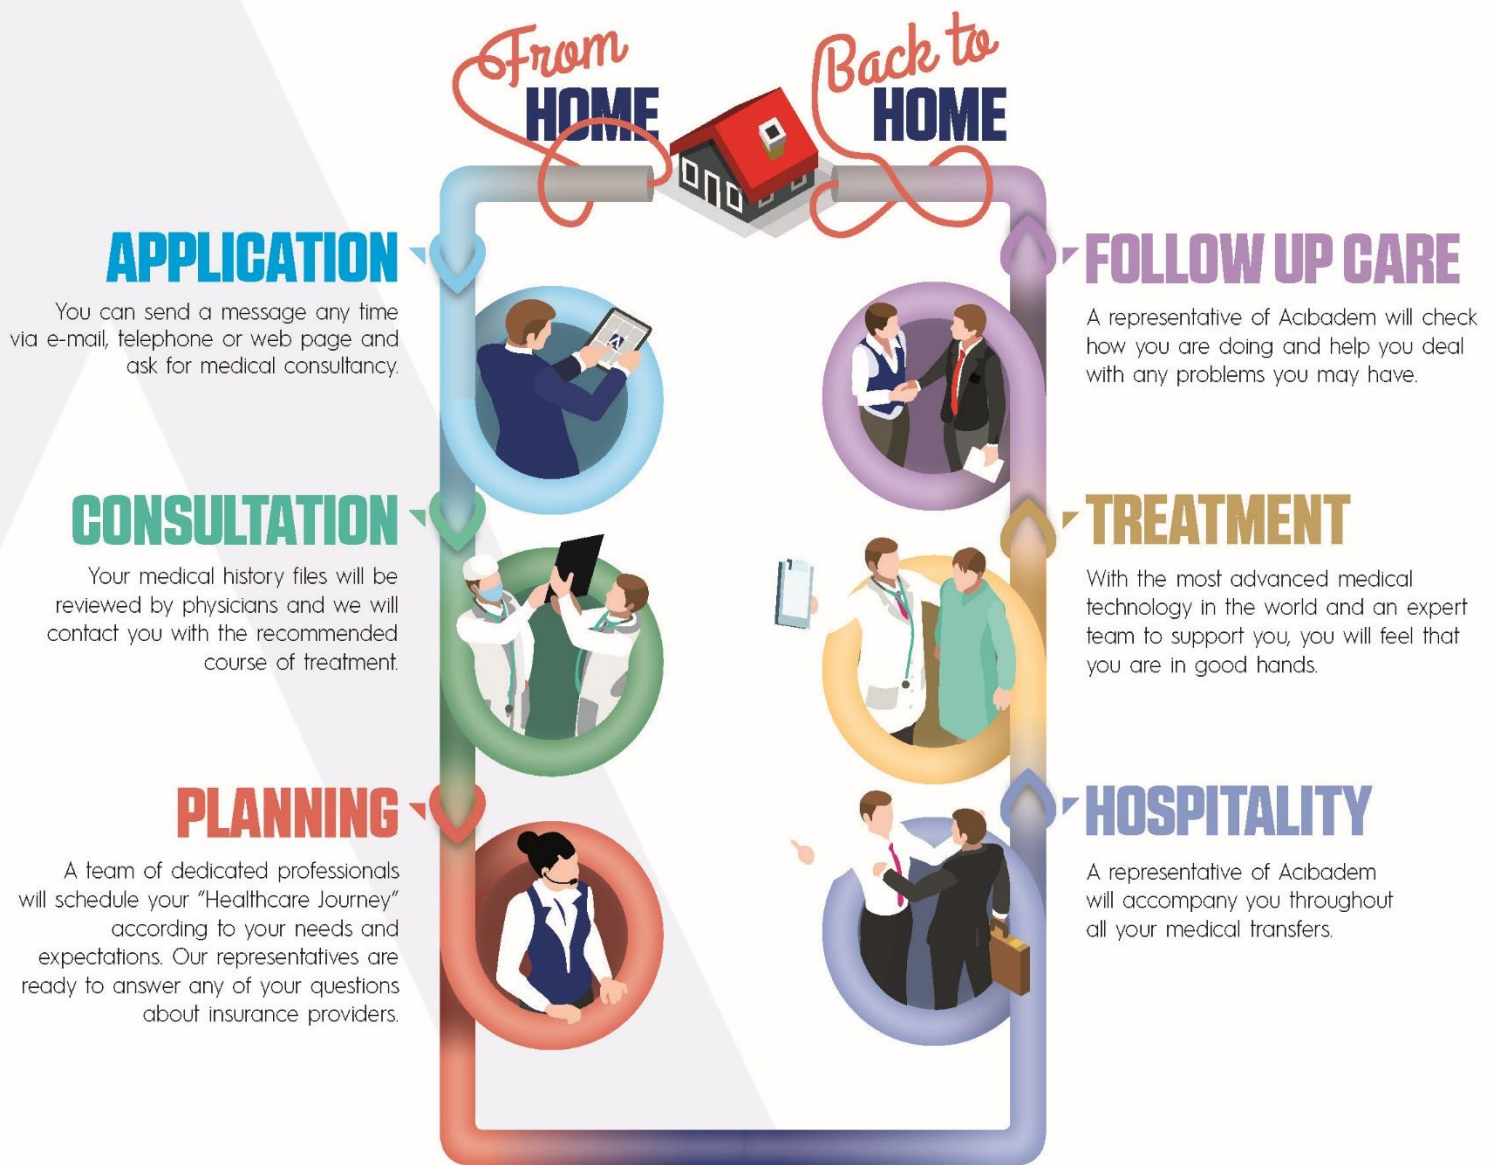 From
HOME
Back to
HOME
APPLICATION
You can send a message any time
via e-mail, telephone or web page and
ask for medical consultancy.
CONSULTATION
Your medical history files will be
reviewed by physicians and we will
contact you with the recommended
course of treatment.
PLANNING
A team of dedicated professionals
will schedule your "Healthcare Journey"
according to your needs and
expectations. Our representatives are
ready to answer any of your questions
about insurance providers.
HOSPITALITY
A representative of Acıbadem
will accompany you throughout
all your medical transfers.
TREATMENT
With the most advanced medical
technology in the world and an expert
team to support you, you will feel that
you are in good hands.
FOLLOW UP CARE
A representative of Acıbadem will check
how you are doing and help you deal
with any problems you may have.